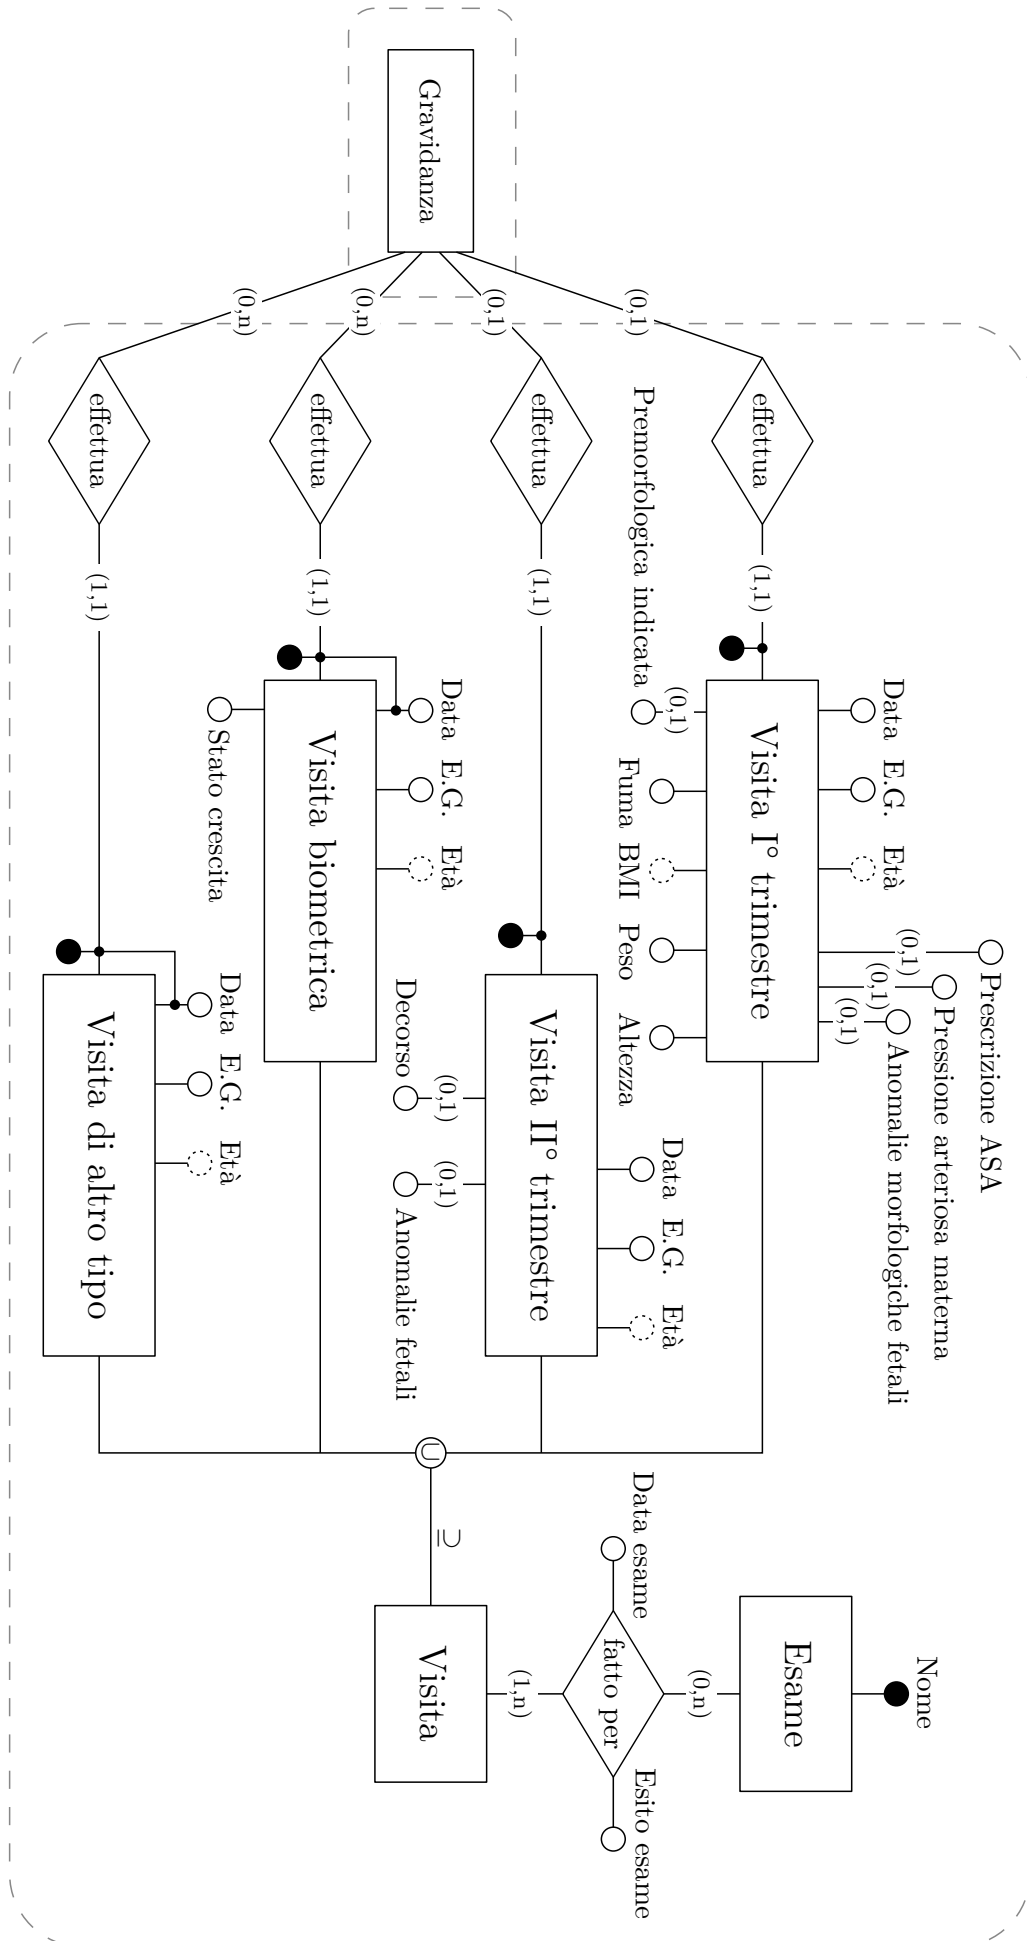 Gravidanza
(0,1)
(0,1)
(0,n)
(0,n)
effettua
effettua
effettua
effettua
(1,1)
(1,1)
(1,1)
(1,1)
Prescrizione ASA
Pressione arteriosa materna
Anomalie morfologiche fetali
(0,1)
(0,1)
(0,1)
Data
E.G.
Età
Visita I° trimestre
Premorfologica indicata
(0,1)
Fuma
BMI
Peso
Altezza
Data
E.G.
Età
Visita II° trimestre
(0,1)
(0,1)
Decorso
Anomalie fetali
Data
E.G.
Età
Visita biometrica
Stato crescita
Data
E.G.
Età
Visita di altro tipo
∪
⊇
Nome
Esame
(0,n)
Data esame
fatto per
Esito esame
(1,n)
Visita